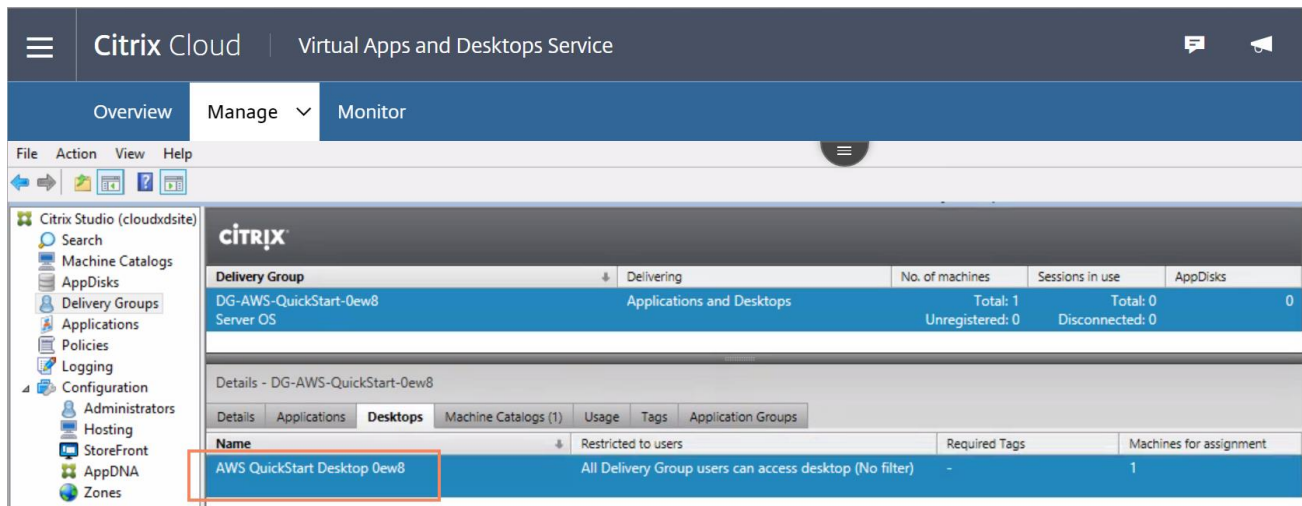 Citrix Cloud Virtual Apps and Desktops Service
Overview Manage Monitor
File Action View Help
Citrix Studio (cloudxdsite)
Search
Machine Catalogs
AppDisks
Delivery Groups
Applications
Policies
Logging
Configuration
Administrators
Hosting
StoreFront
AppDNA
Zones
CITRIX
Delivery Group Delivering No. of machines Sessions in use AppDisks
DG-AWS-QuickStart-0ew8 Applications and Desktops Total: 1 Total: 0 0
Server OS Unregistered: 0 Disconnected: 0
Details - DG-AWS-QuickStart-0ew8
Details Applications Desktops Machine Catalogs (1) Usage Tags Application Groups
Name Restricted to users Required Tags Machines for assignment
AWS QuickStart Desktop 0ew8 All Delivery Group users can access desktop (No filter) - 1